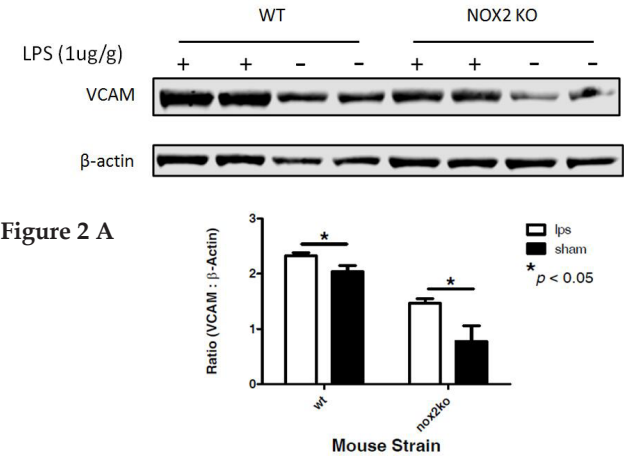 WT NOX2 KO
LPS (1ug/g) + + – – + + – –
VCAM
β-actin
Figure 2 A
Ratio (VCAM : β-Actin)
3
2
1
0
* *
lps
sham
* p < 0.05
wt nox2ko
Mouse Strain